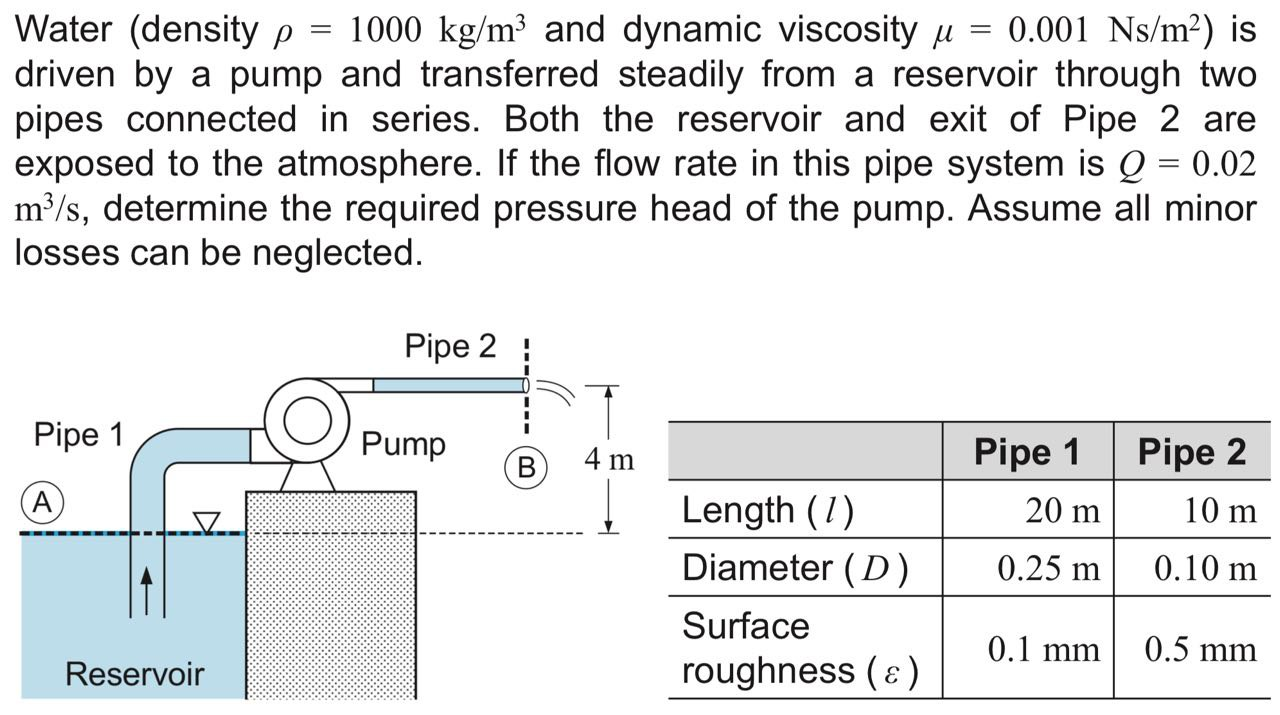 Water (density ρ = 1000 kg/m³ and dynamic viscosity μ = 0.001 Ns/m²) is
driven by a pump and transferred steadily from a reservoir through two
pipes connected in series. Both the reservoir and exit of Pipe 2 are
exposed to the atmosphere. If the flow rate in this pipe system is Q = 0.02
m³/s, determine the required pressure head of the pump. Assume all minor
losses can be neglected.
Pipe 2
Pipe 1
Pump
B
4 m
A
Reservoir
Pipe 1 Pipe 2
Length (l) 20 m 10 m
Diameter (D) 0.25 m 0.10 m
Surface
roughness (ε) 0.1 mm 0.5 mm